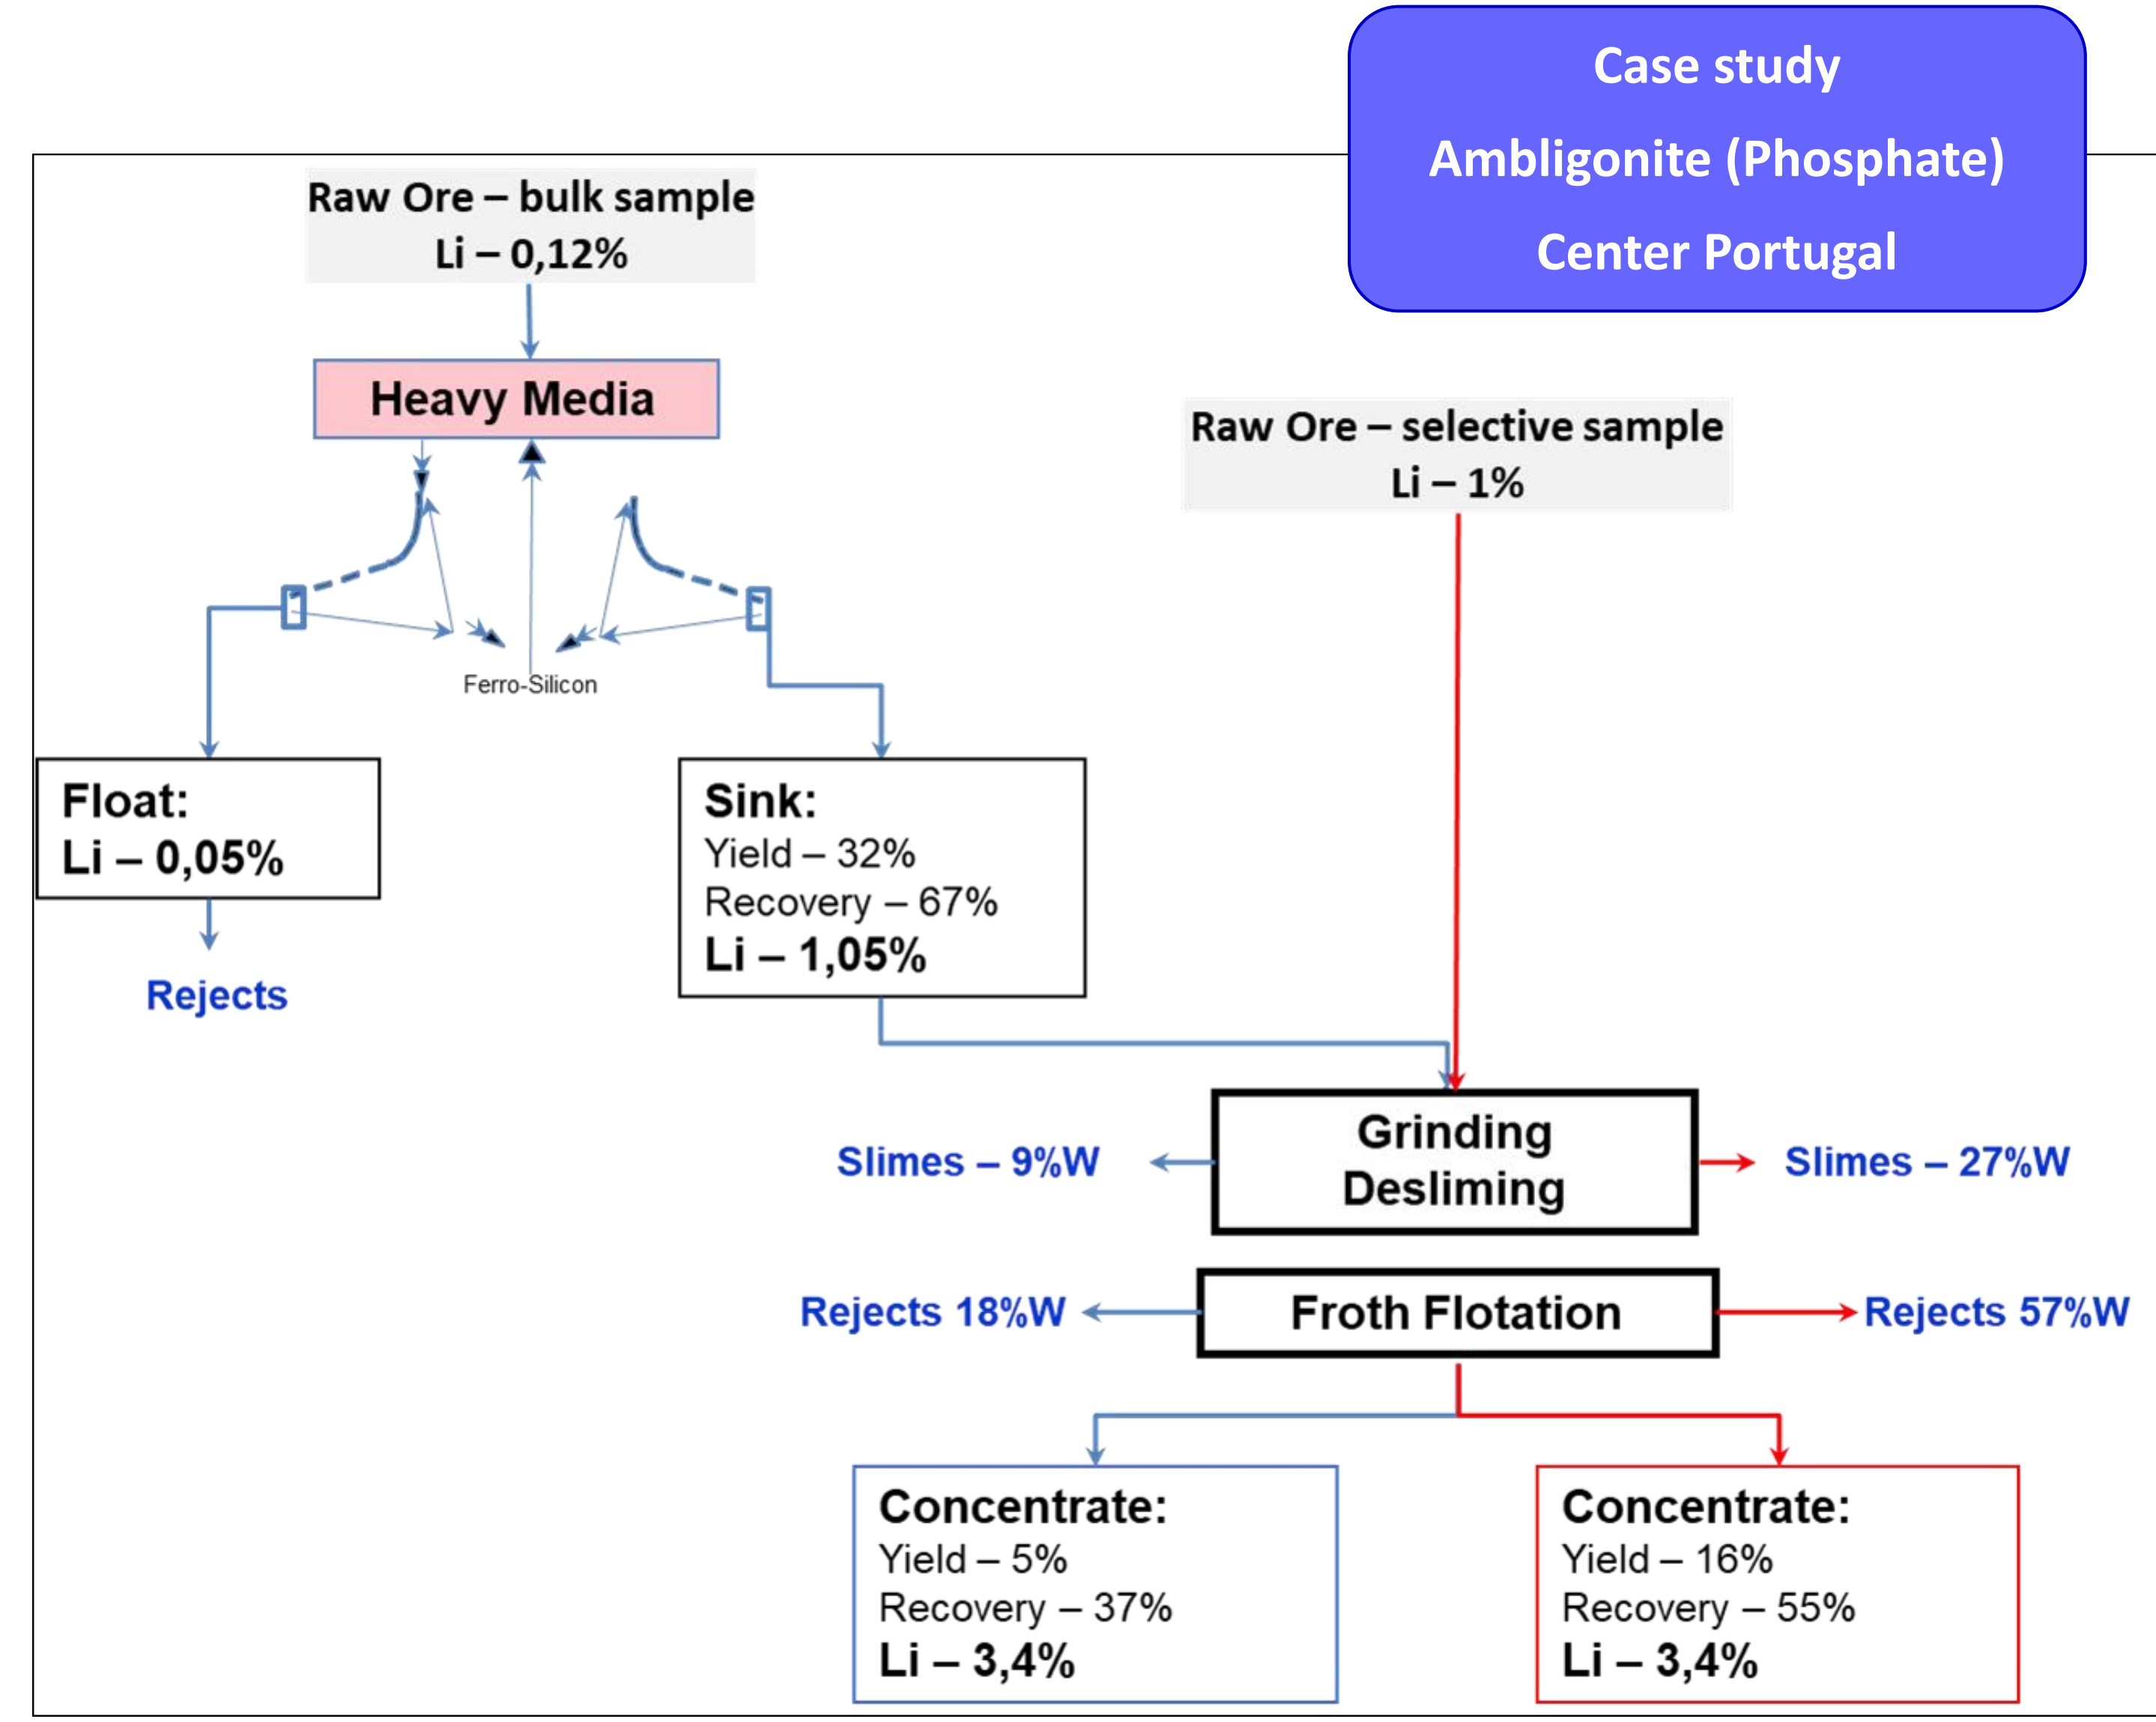 Case study
Ambligonite (Phosphate)
Center Portugal
Raw Ore – bulk sample
Li – 0,12%
Heavy Media
Raw Ore – selective sample
Li – 1%
Ferro-Silicon
Float:
Li – 0,05%
Rejects
Sink:
Yield – 32%
Recovery – 67%
Li – 1,05%
Grinding
Desliming
Slimes – 9%W
Slimes – 27%W
Froth Flotation
Rejects 18%W
Rejects 57%W
Concentrate:
Yield – 5%
Recovery – 37%
Li – 3,4%
Concentrate:
Yield – 16%
Recovery – 55%
Li – 3,4%